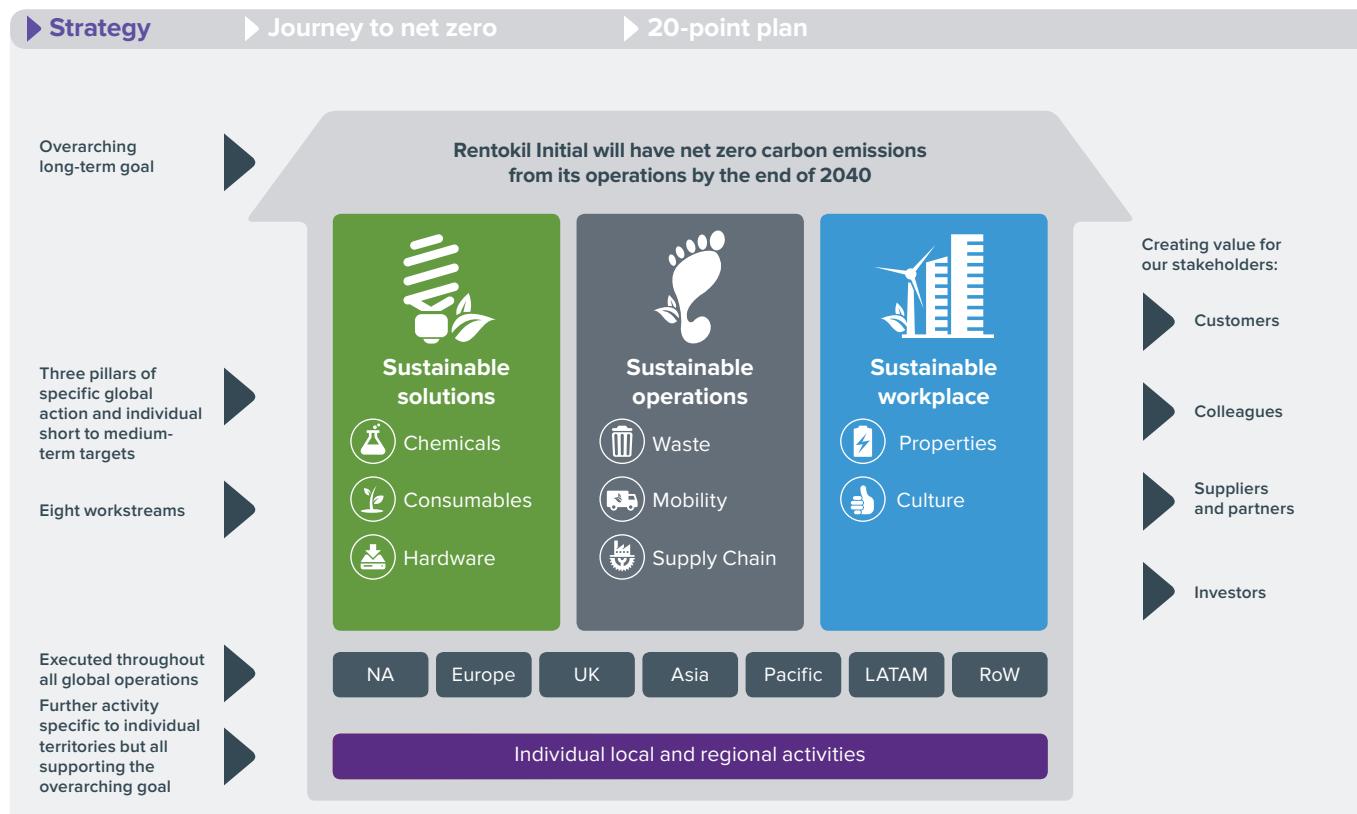 Strategy
Journey to net zero
20-point plan
Overarching
long-term goal
Rentokil Initial will have net zero carbon emissions
from its operations by the end of 2040
Three pillars of
specific global
action and individual
short to medium-
term targets
Eight workstreams
Sustainable
solutions
Chemicals
Consumables
Hardware
Sustainable
operations
Waste
Mobility
Supply Chain
Sustainable
workplace
Properties
Culture
Creating value for
our stakeholders:
Customers
Colleagues
Suppliers
and partners
Investors
Executed throughout
all global operations
NA
Europe
UK
Asia
Pacific
LATAM
RoW
Further activity
specific to individual
territories but all
supporting the
overarching goal
Individual local and regional activities